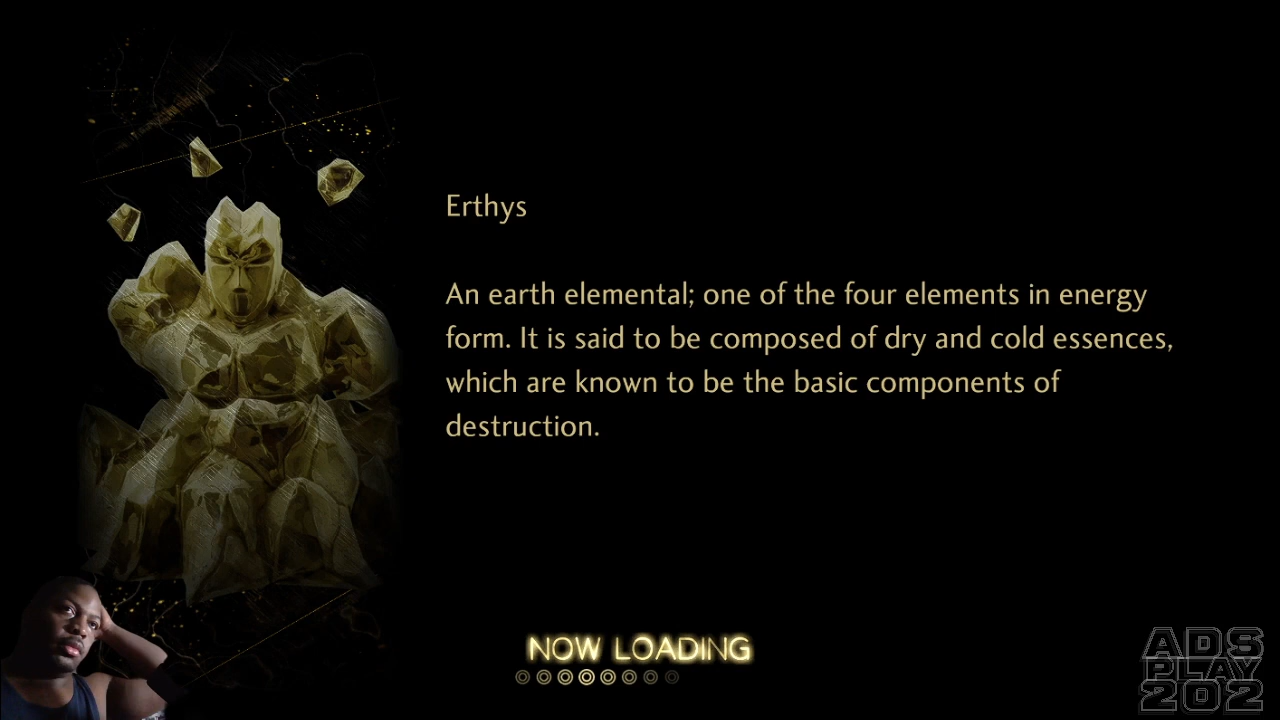 Erthys
An earth elemental; one of the four elements in energy
form. It is said to be composed of dry and cold essences,
which are known to be the basic components of
destruction.
NOW LOADING
ADS
PLAY
202